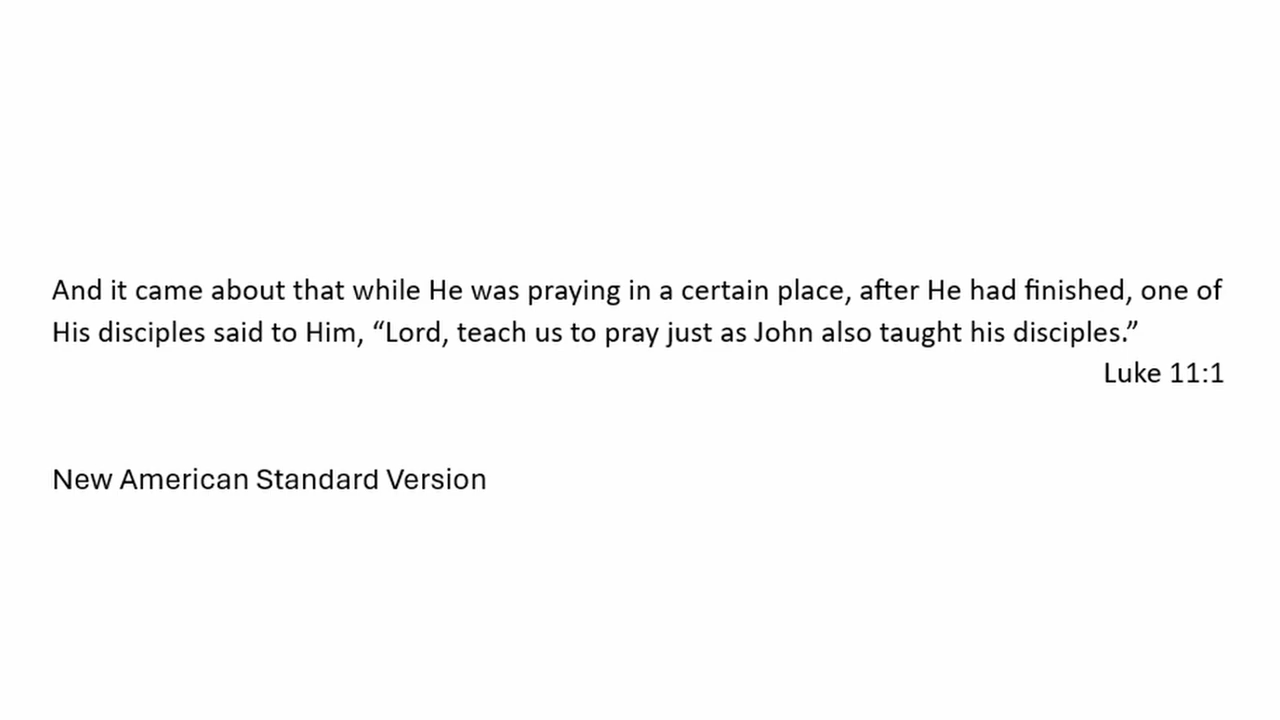 And it came about that while He was praying in a certain place, after He had finished, one of
His disciples said to Him, “Lord, teach us to pray just as John also taught his disciples.”
Luke 11:1
New American Standard Version